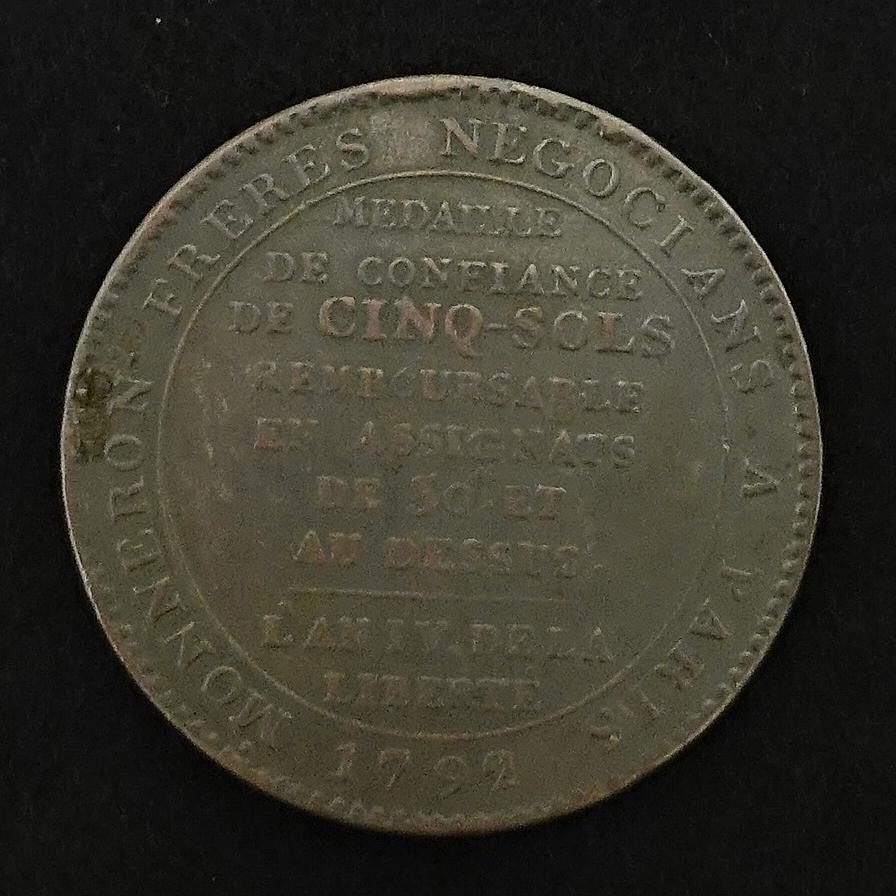 MONNERON FRERES NEGOCIANS A PARIS
MEDAILLE
DE CONFIANCE
DE CINQ-SOLS
REMBOURSABLE
EN ASSIGNATS
DE 50 ET
AU DESSUS.
L'AN IV. DE LA
LIBERTE
1792